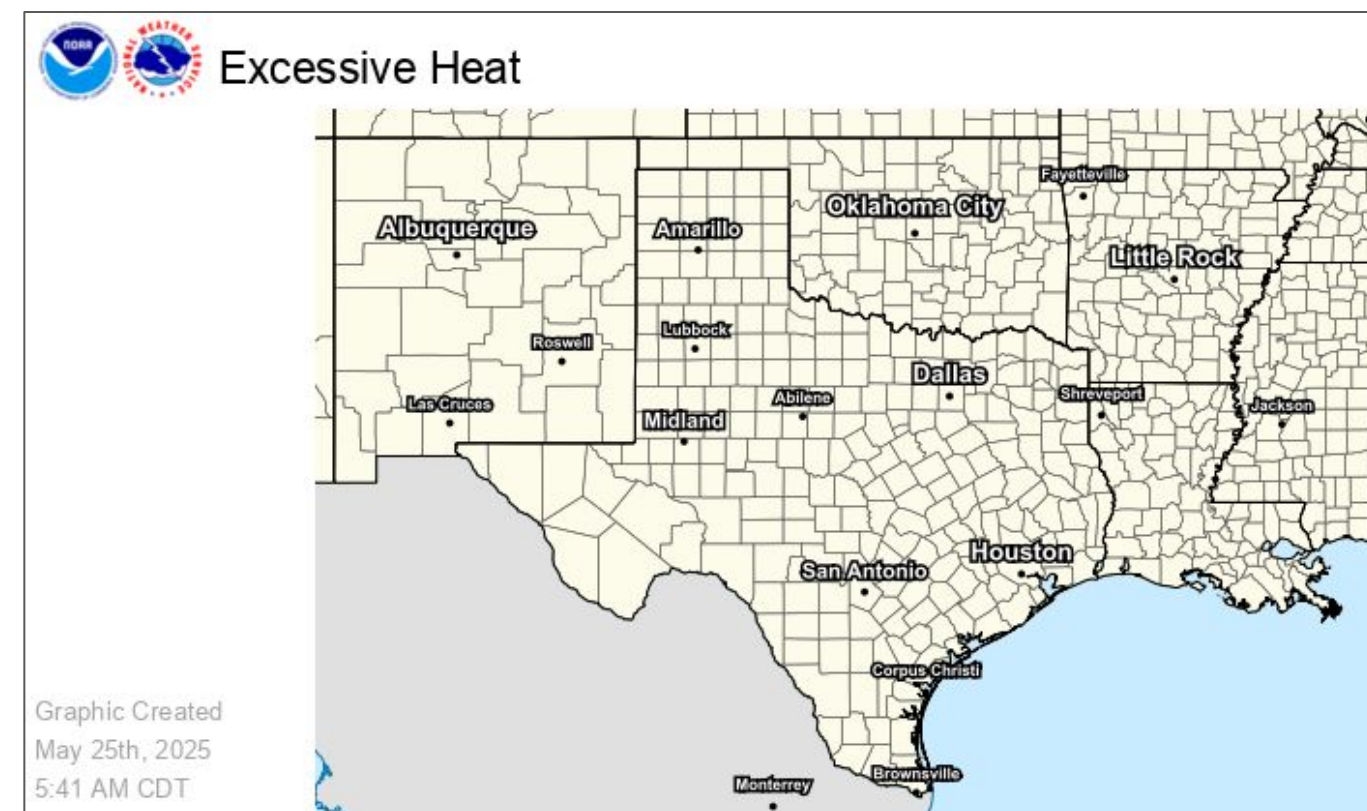 NOAA
NATIONAL WEATHER SERVICE
Excessive Heat
Fayetteville
Oklahoma City
Albuquerque
Amarillo
Little Rock
Lubbock
Roswell
Dallas
Shreveport
Abilene
Las Cruces
Jackson
Midland
Houston
San Antonio
Corpus Christi
Graphic Created
May 25th, 2025
5:41 AM CDT
Brownsville
Monterrey